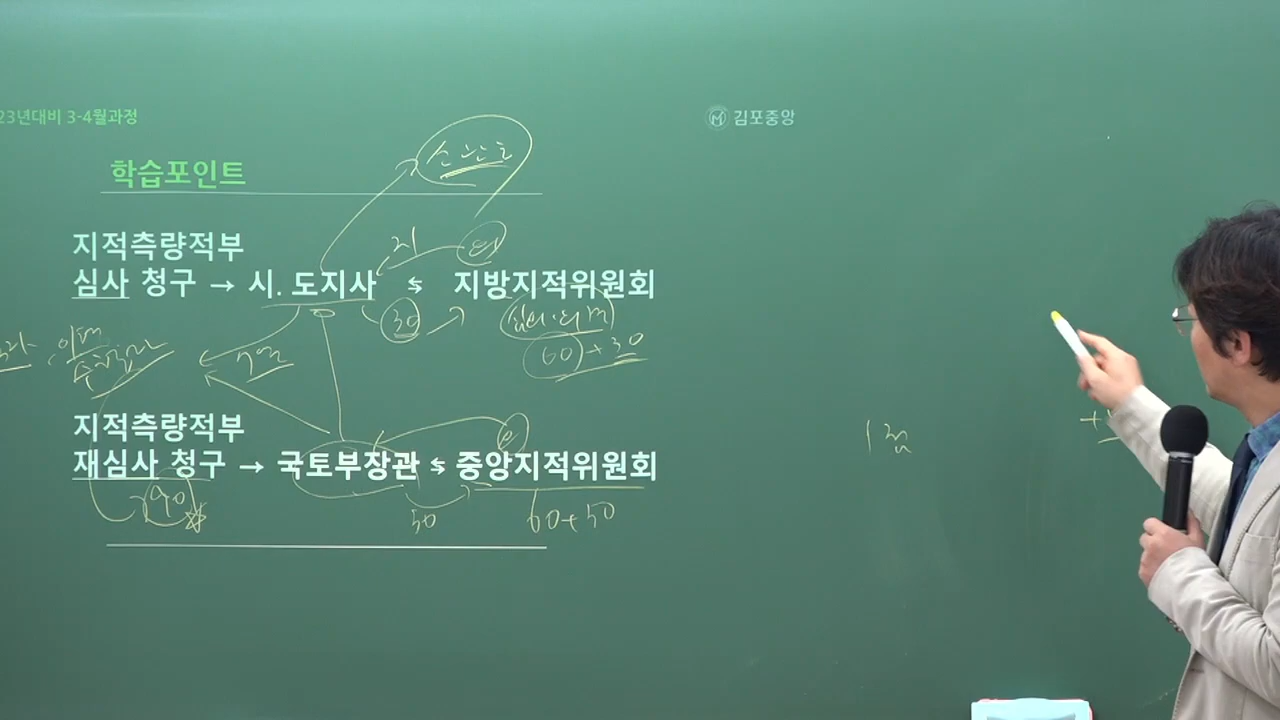 23년대비 3-4월과정
김포중앙
학습포인트
지적측량적부
심사 청구 → 시. 도지사 ⇆ 지방지적위원회
30
60 + 30
7일
지적측량적부
재심사 청구 → 국토부장관 ⇆ 중앙지적위원회
90
30
60+30